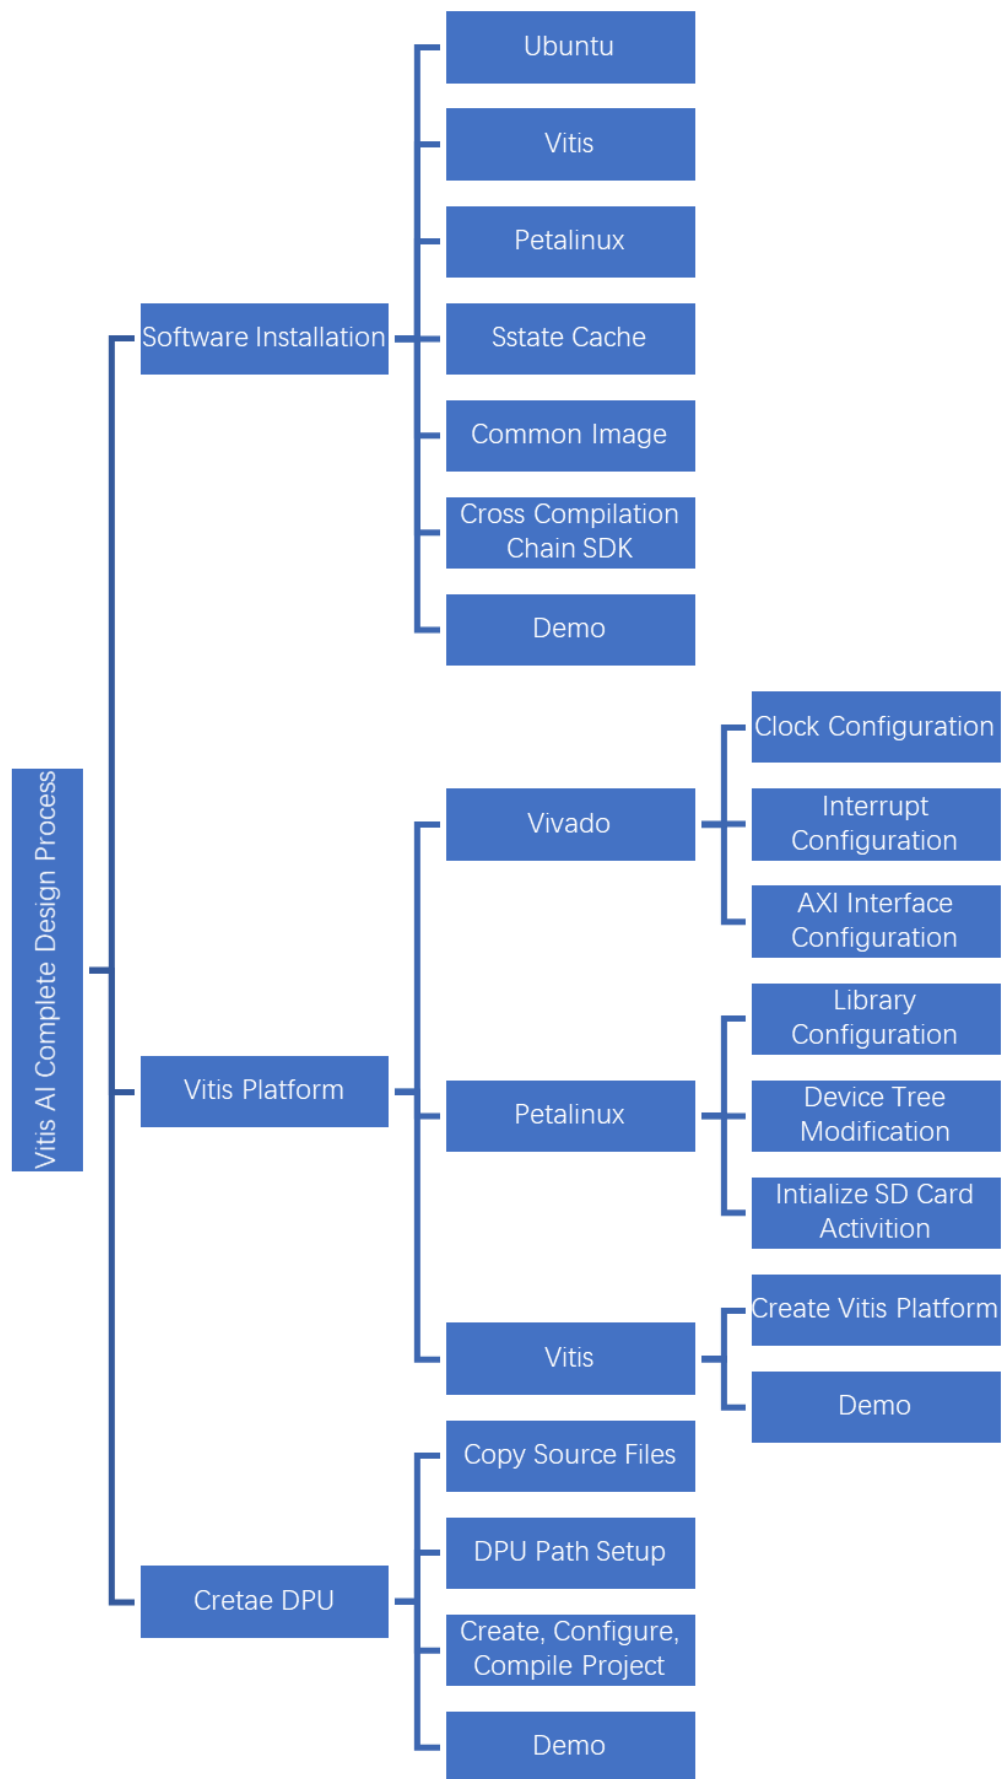 Vitis AI Complete Design Process
Software Installation
Ubuntu
Vitis
Petalinux
Sstate Cache
Common Image
Cross Compilation
Chain SDK
Demo
Vitis Platform
Vivado
Clock Configuration
Interrupt
Configuration
AXI Interface
Configuration
Petalinux
Library
Configuration
Device Tree
Modification
Intialize SD Card
Activition
Vitis
Create Vitis Platform
Demo
Cretae DPU
Copy Source Files
DPU Path Setup
Create, Configure,
Compile Project
Demo